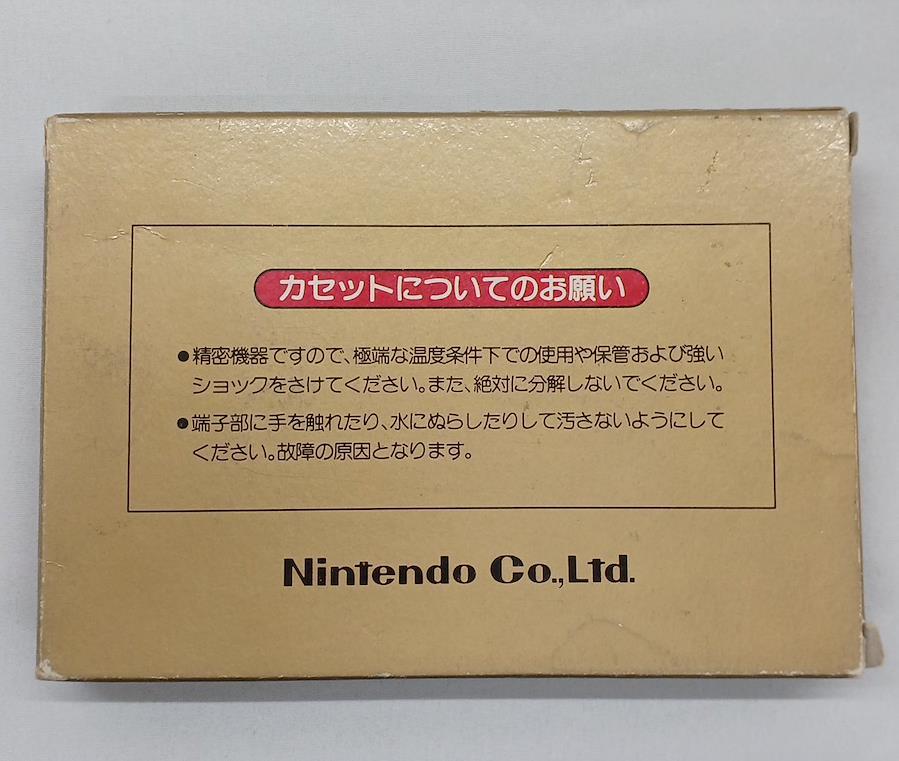 カセットについてのお願い
●精密機器ですので、極端な温度条件下での使用や保管および強い
ショックをさけてください。また、絶対に分解しないでください。
●端子部に手を触れたり、水にぬらしたりして汚さないようにして
ください。故障の原因となります。
Nintendo Co.,Ltd.